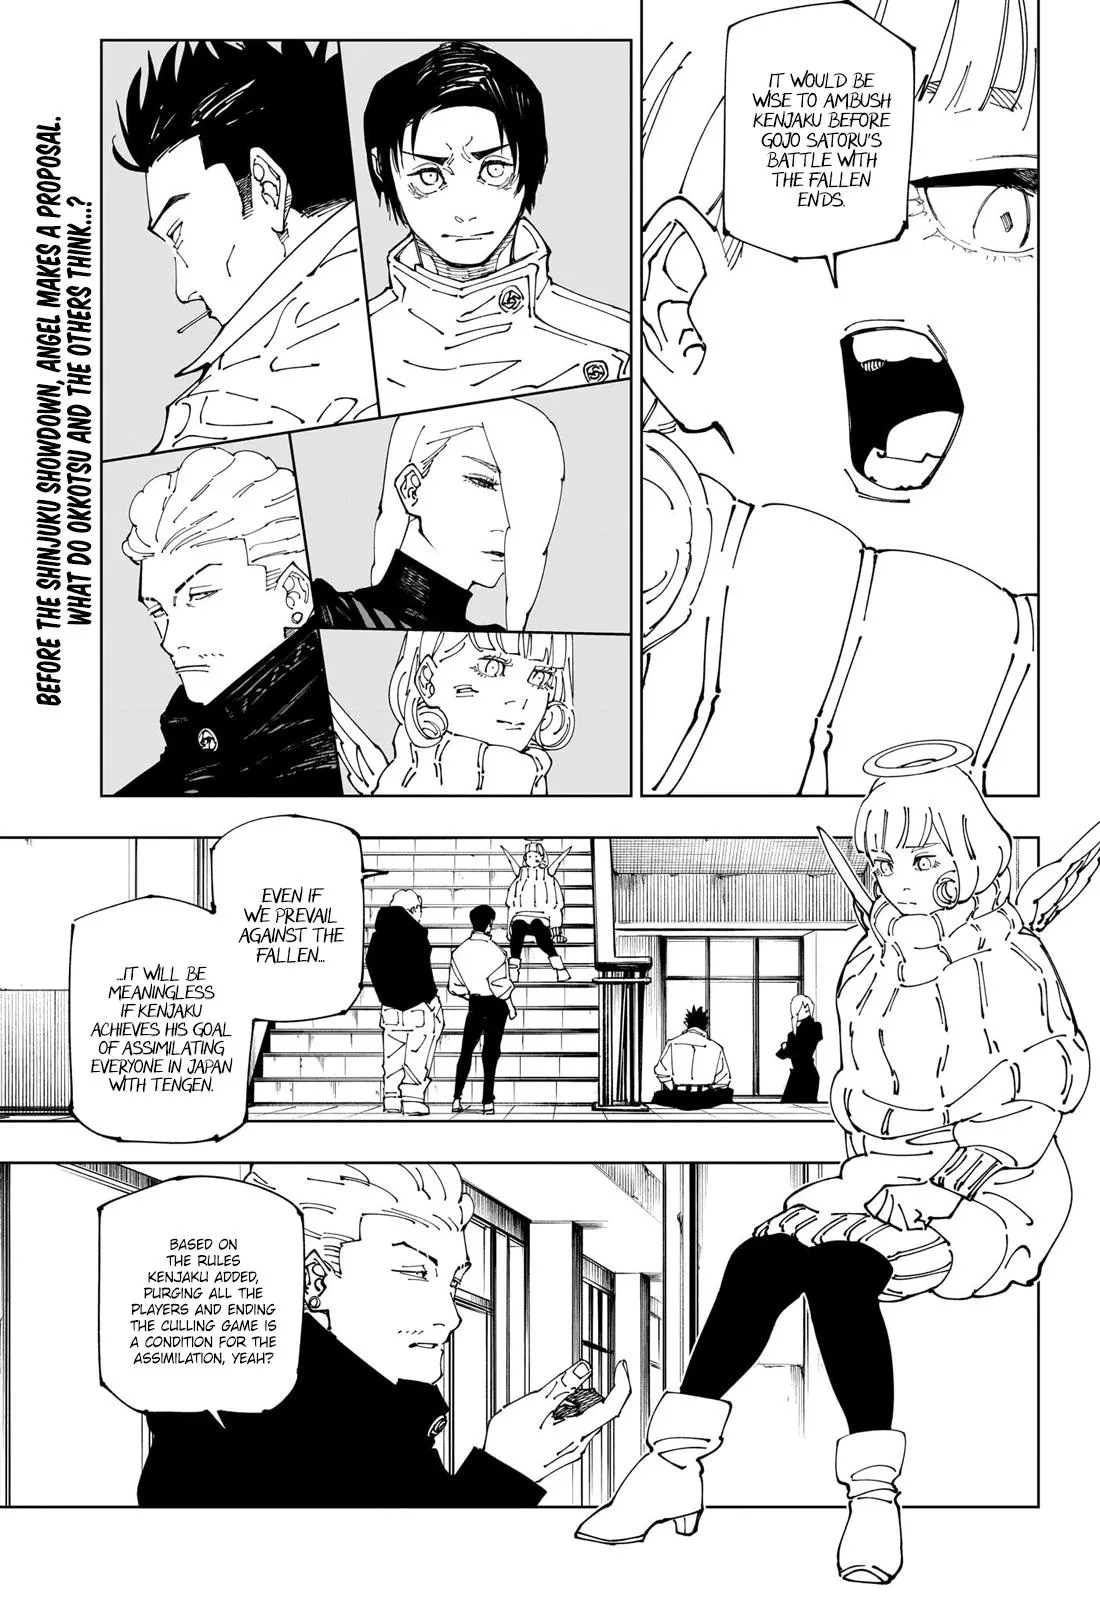 IT WOULD BE
WISE TO AMBUSH
KENJAKU BEFORE
GOJO SATORU'S
BATTLE WITH
THE FALLEN
ENDS.
BEFORE THE SHINJUKU SHOWDOWN, ANGEL MAKES A PROPOSAL.
WHAT DO OKKOTSU AND THE OTHERS THINK...?
EVEN IF
WE PREVAIL
AGAINST THE
FALLEN...
...IT WILL BE
MEANINGLESS
IF KENJAKU
ACHIEVES HIS GOAL
OF ASSIMILATING
EVERYONE IN JAPAN
WITH TENGEN.
BASED ON
THE RULES
KENJAKU ADDED,
PURGING ALL THE
PLAYERS AND ENDING
THE CULLING GAME IS
A CONDITION FOR THE
ASSIMILATION, YEAH?